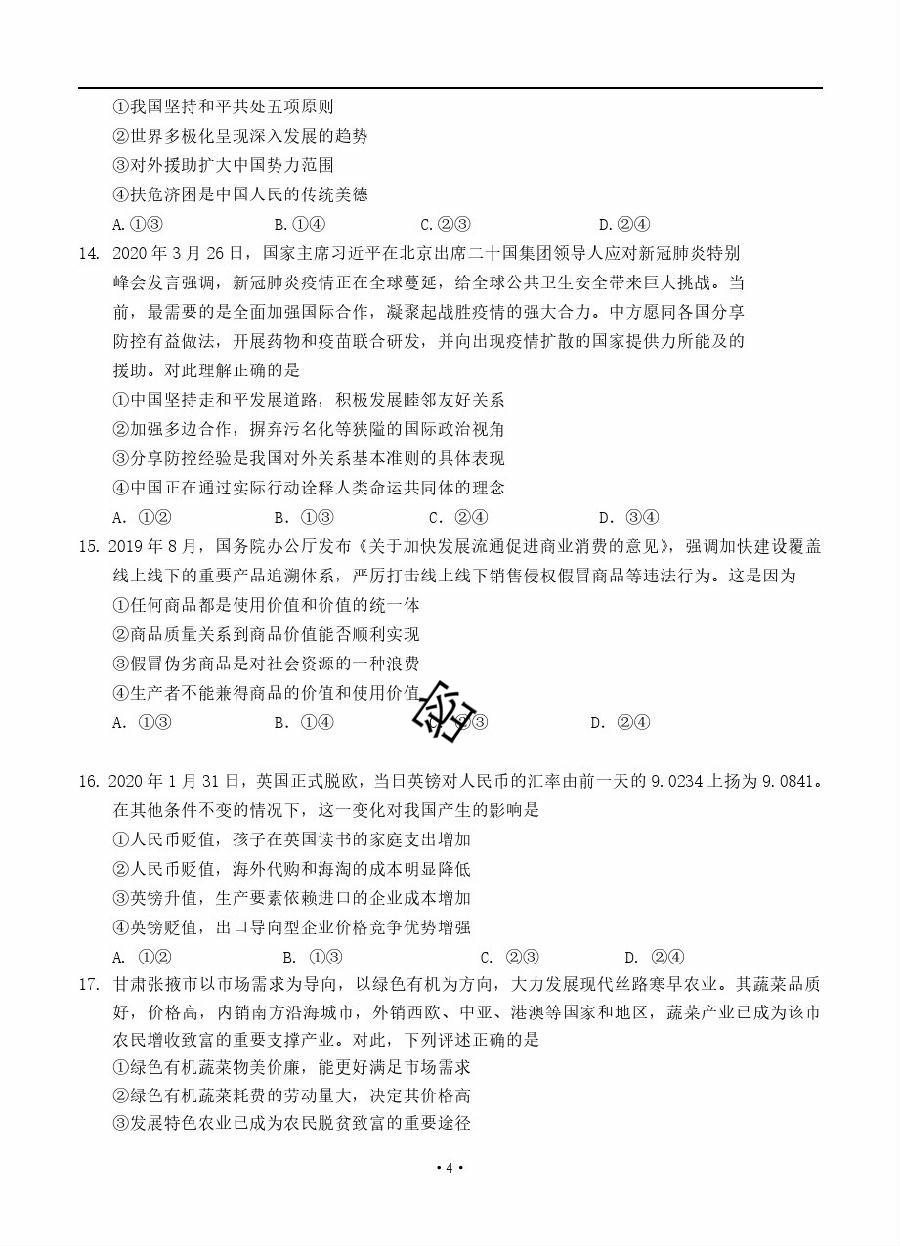 ①我国坚持和平共处五项原则
②世界多极化呈现深入发展的趋势
③对外援助扩大中国势力范围
④扶危济困是中国人民的传统美德
A.①③ B.①④ C.②③ D.②④
14. 2020 年 3 月 26 日，国家主席习近平在北京出席二十国集团领导人应对新冠肺炎特别
峰会发言强调，新冠肺炎疫情正在全球蔓延，给全球公共卫生安全带来巨大挑战。当
前，最需要的是全面加强国际合作，凝聚起战胜疫情的强大合力。中方愿同各国分享
防控有益做法，开展药物和疫苗联合研发，并向出现疫情扩散的国家提供力所能及的
援助。对此理解正确的是
①中国坚持走和平发展道路，积极发展睦邻友好关系
②加强多边合作，摒弃污名化等狭隘的国际政治视角
③分享防控经验是我国对外关系基本准则的具体表现
④中国正在通过实际行动诠释人类命运共同体的理念
A. ①② B. ①③ C. ②④ D. ③④
15. 2019 年 8 月，国务院办公厅发布《关于加快发展流通促进商业消费的意见》，强调加快建设覆盖
线上线下的重要产品追溯体系，严厉打击线上线下销售侵权假冒商品等违法行为。这是因为
①任何商品都是使用价值和价值的统一体
②商品质量关系到商品价值能否顺利实现
③假冒伪劣商品是对社会资源的一种浪费
④生产者不能兼得商品的价值和使用价值
A. ①③ B. ①④ C. ②③ D. ②④
密
16. 2020 年 1 月 31 日，英国正式脱欧，当日英镑对人民币的汇率由前一天的 9.0234 上扬为 9.0841。
在其他条件不变的情况下，这一变化对我国产生的影响是
①人民币贬值，孩子在英国读书的家庭支出增加
②人民币贬值，海外代购和海淘的成本明显降低
③英镑升值，生产要素依赖进口的企业成本增加
④英镑贬值，出口导向型企业价格竞争优势增强
A. ①② B. ①③ C. ②③ D. ②④
17. 甘肃张掖市以市场需求为导向，以绿色有机为方向，大力发展现代丝路寒旱农业。其蔬菜品质
好，价格高，内销南方沿海城市，外销西欧、中亚、港澳等国家和地区，蔬菜产业已成为该市
农民增收致富的重要支撑产业。对此，下列评述正确的是
①绿色有机蔬菜物美价廉，能更好满足市场需求
②绿色有机蔬菜耗费的劳动量大，决定其价格高
③发展特色农业已成为农民脱贫致富的重要途径
·4·